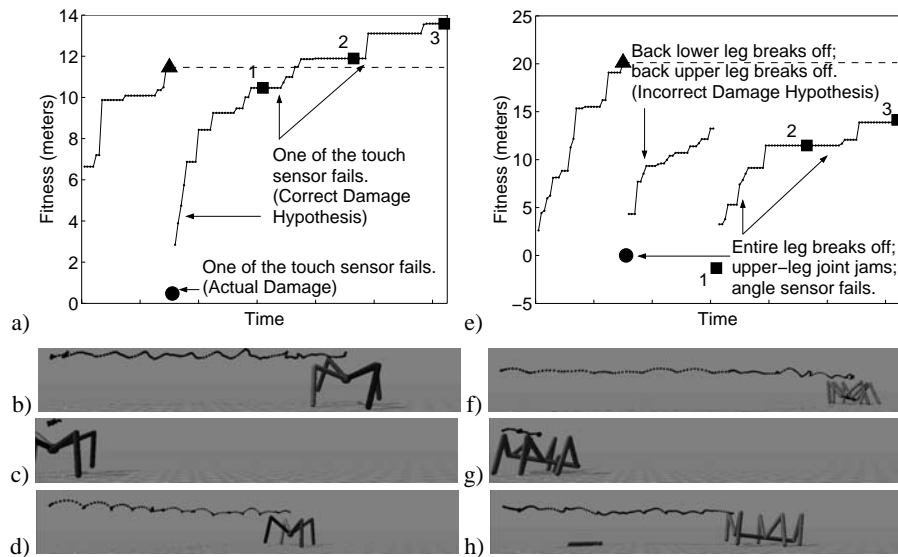 14
12
10
8
6
4
2
0
Fitness (meters)
1
2
3
One of the touch
sensor fails.
(Correct Damage
Hypothesis)
One of the touch sensor fails.
(Actual Damage)
Time
a)
25
20
15
10
5
0
−5
Fitness (meters)
Back lower leg breaks off;
back upper leg breaks off.
(Incorrect Damage Hypothesis)
1
2
3
Entire leg breaks off;
upper−leg joint jams;
angle sensor fails.
Time
e)
b)
f)
c)
g)
d)
h)